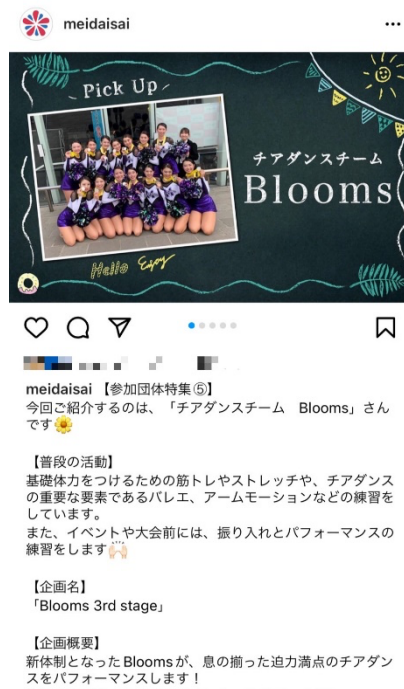 meidaisai
Pick Up
チアダンスチーム
Blooms
Hello Enjoy
meidaisai 【参加団体特集⑤】
今回ご紹介するのは、「チアダンスチーム　Blooms」さん
です🌼
【普段の活動】
基礎体力をつけるための筋トレやストレッチや、チアダンス
の重要な要素であるバレエ、アームモーションなどの練習を
しています。
また、イベントや大会前には、振り入れとパフォーマンスの
練習をします🙌🏻
【企画名】
「Blooms 3rd stage」
【企画概要】
新体制となったBloomsが、息の揃った迫力満点のチアダン
スをパフォーマンスします！